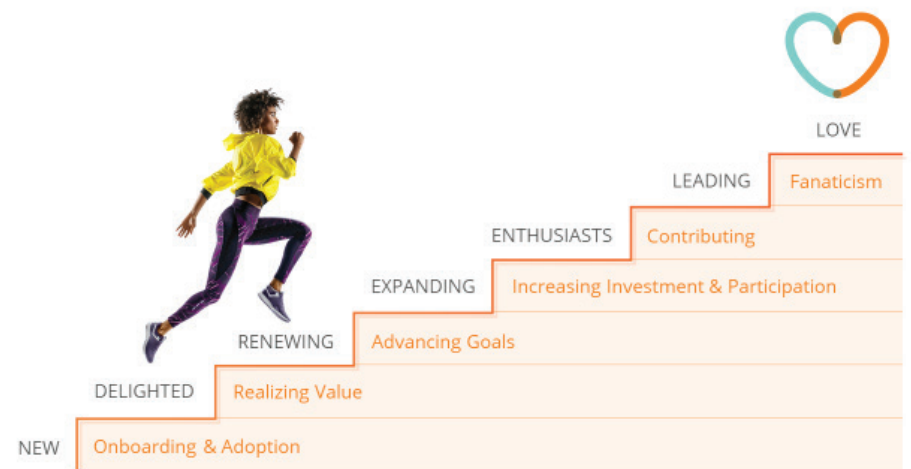 LOVE
LEADING
Fanaticism
ENTHUSIASTS
Contributing
EXPANDING
Increasing Investment & Participation
RENEWING
Advancing Goals
DELIGHTED
Realizing Value
NEW
Onboarding & Adoption